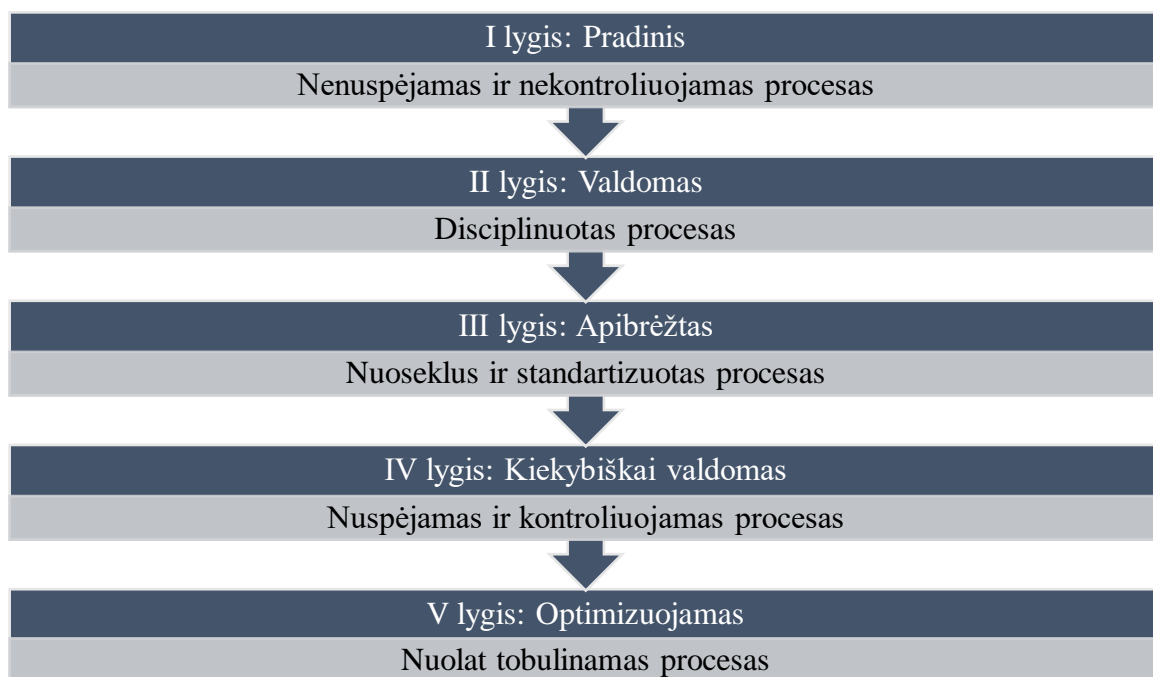 I lygis: Pradinis
Nenuspėjamas ir nekontroliuojamas procesas
II lygis: Valdomas
Disciplinuotas procesas
III lygis: Apibrėžtas
Nuoseklus ir standartizuotas procesas
IV lygis: Kiekybiškai valdomas
Nuspėjamas ir kontroliuojamas procesas
V lygis: Optimizuojamas
Nuolat tobulinamas procesas